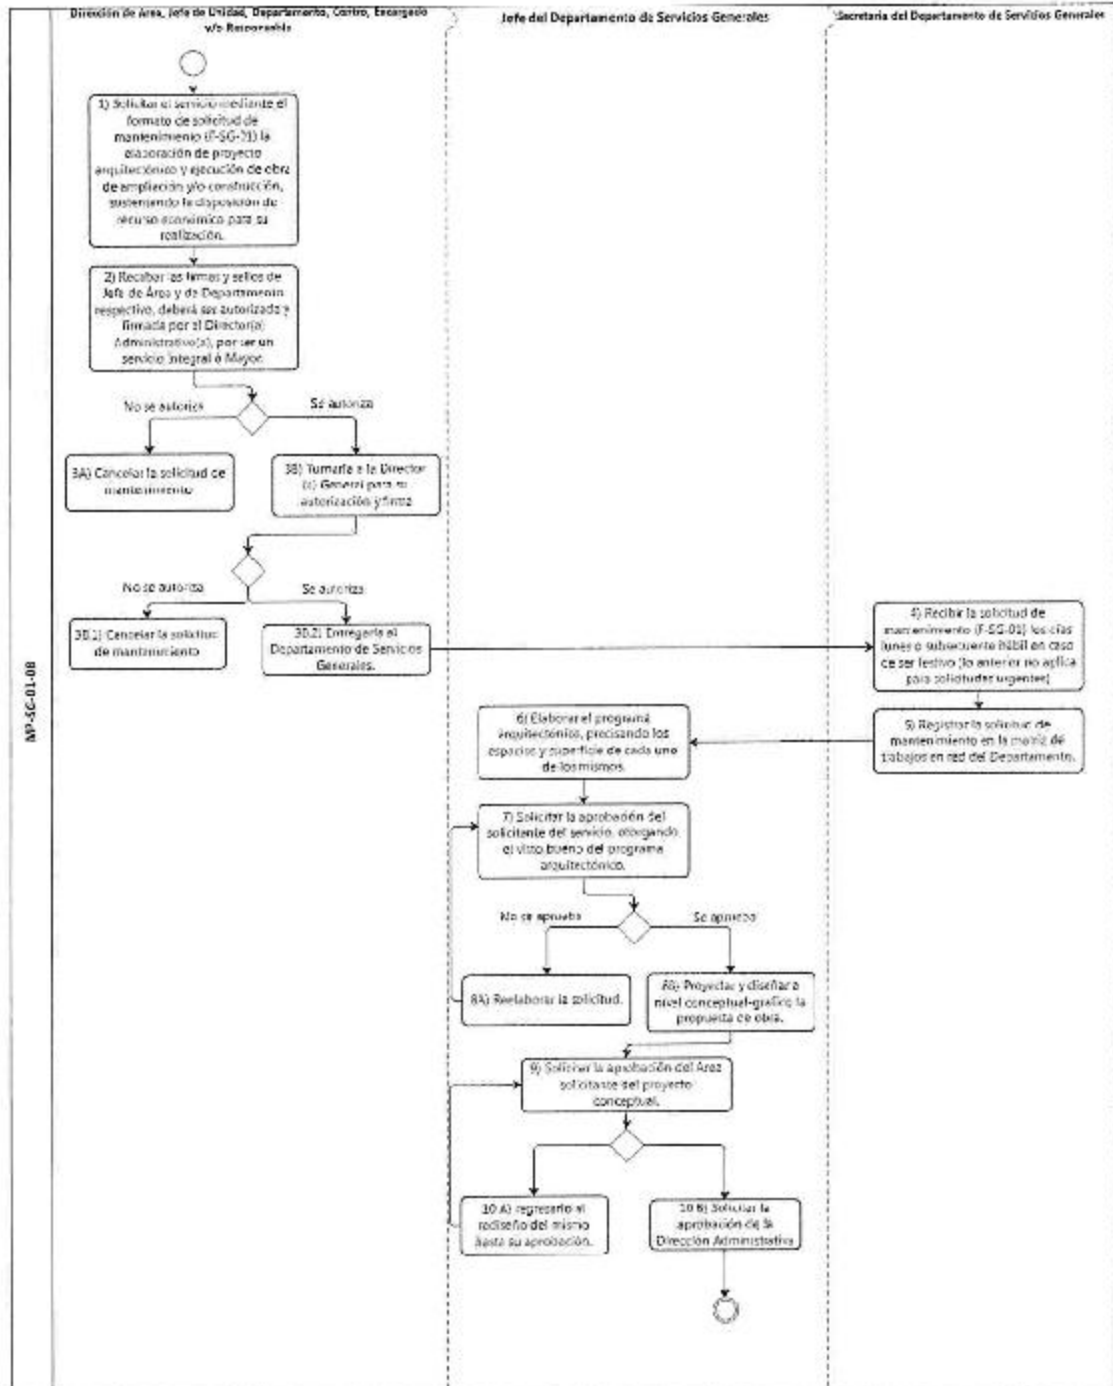 Dirección de Área, Jefe de Unidad, Departamento, Centro, Encargado
y/o Responsable
Jefe del Departamento de Servicios Generales
Secretaria del Departamento de Servicios Generales
MP-SG-01-08
1) Solicitar el servicio mediante el
formato de solicitud de
mantenimiento (F-SG-01) la
elaboración de proyecto
arquitectónico y ejecución de obra
de ampliación y/o construcción,
sustentando la disposición de
recurso económico para su
realización.
2) Recabar las firmas y sellos de
Jefe de Área y de Departamento
respectivo, deberá ser autorizada y
firmada por el Director(a)
Administrativo(a), por ser un
servicio Integral ó Mayor.
No se autoriza
Se autoriza
3A) Cancelar la solicitud de
mantenimiento
3B) Turnarla a la Director
(a) General para su
autorización y firma
No se autoriza
Se autoriza
3B.1) Cancelar la solicitud
de mantenimiento
3B.2) Entregarla al
Departamento de Servicios
Generales.
4) Recibir la solicitud de
mantenimiento (F-SG-01) los días
lunes o subsecuente hábil en caso
de ser festivo (lo anterior no aplica
para solicitudes urgentes)
5) Registrar la solicitud de
mantenimiento en la matriz de
trabajos en red del Departamento.
6) Elaborar el programa
arquitectónico, precisando los
espacios y superficie de cada uno
de los mismos.
7) Solicitar la aprobación del
solicitante del servicio, otorgando
el visto bueno del programa
arquitectónico.
No se aprueba
Se aprueba
8A) Reelaborar la solicitud.
8B) Proyectar y diseñar a
nivel conceptual-grafico la
propuesta de obra.
9) Solicitar la aprobación del Area
solicitante del proyecto
conceptual.
10 A) regresarlo al
rediseño del mismo
hasta su aprobación.
10 B) Solicitar la
aprobación de la
Dirección Administrativa